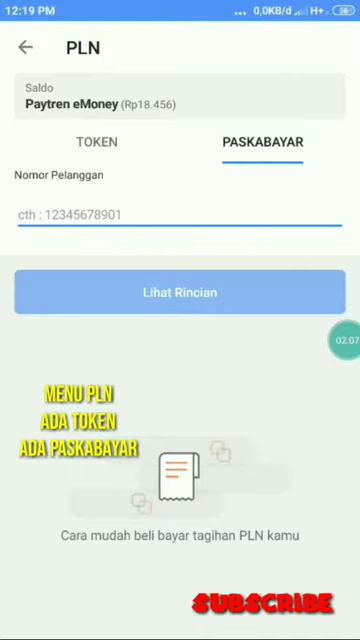 12:19 PM ... 0,0KB/d H+ 56
PLN
Saldo
Paytren eMoney (Rp18.456)
TOKEN PASKABAYAR
Nomor Pelanggan
cth : 12345678901
Lihat Rincian
02.07
MENU PLN
ADA TOKEN
ADA PASKABAYAR
Cara mudah beli bayar tagihan PLN kamu
SUBSCRIBE